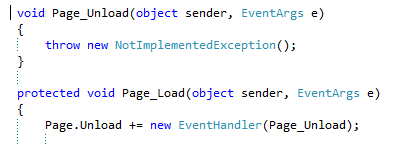 void Page_Unload(object sender, EventArgs e)
{
throw new NotImplementedException();
}
protected void Page_Load(object sender, EventArgs e)
{
Page.Unload += new EventHandler(Page_Unload);